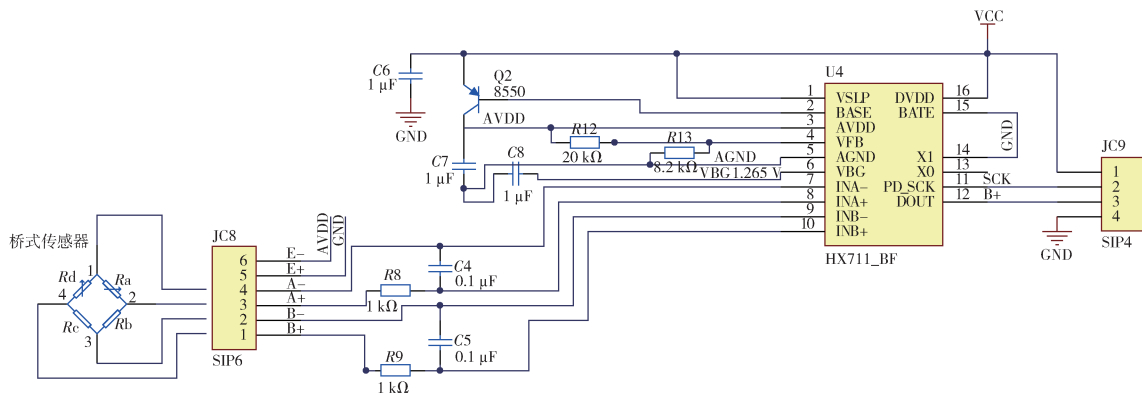 VCC
C6
1 μF
GND
Q2
8550
AVDD
C7
1 μF
C8
1 μF
R12
20 kΩ
R13
8.2 kΩ
AGND
VBG1.265 V
U4
1 VSLP DVDD 16
2 BASE BATE 15
3 AVDD
4 VFB
5 AGND X1 14
6 VBG X0 13
7 INA− PD_SCK 11
8 INA+ DOUT 12
9 INB−
10 INB+
HX711_BF
GND
SCK
B+
JC9
1
2
3
4
SIP4
GND
桥式传感器
Rd
Ra
Rc
Rb
1
2
3
4
JC8
6 E−
5 E+
4 A−
3 A+
2 B−
1 B+
SIP6
AVDD
GND
R8
1 kΩ
C4
0.1 μF
C5
0.1 μF
R9
1 kΩ